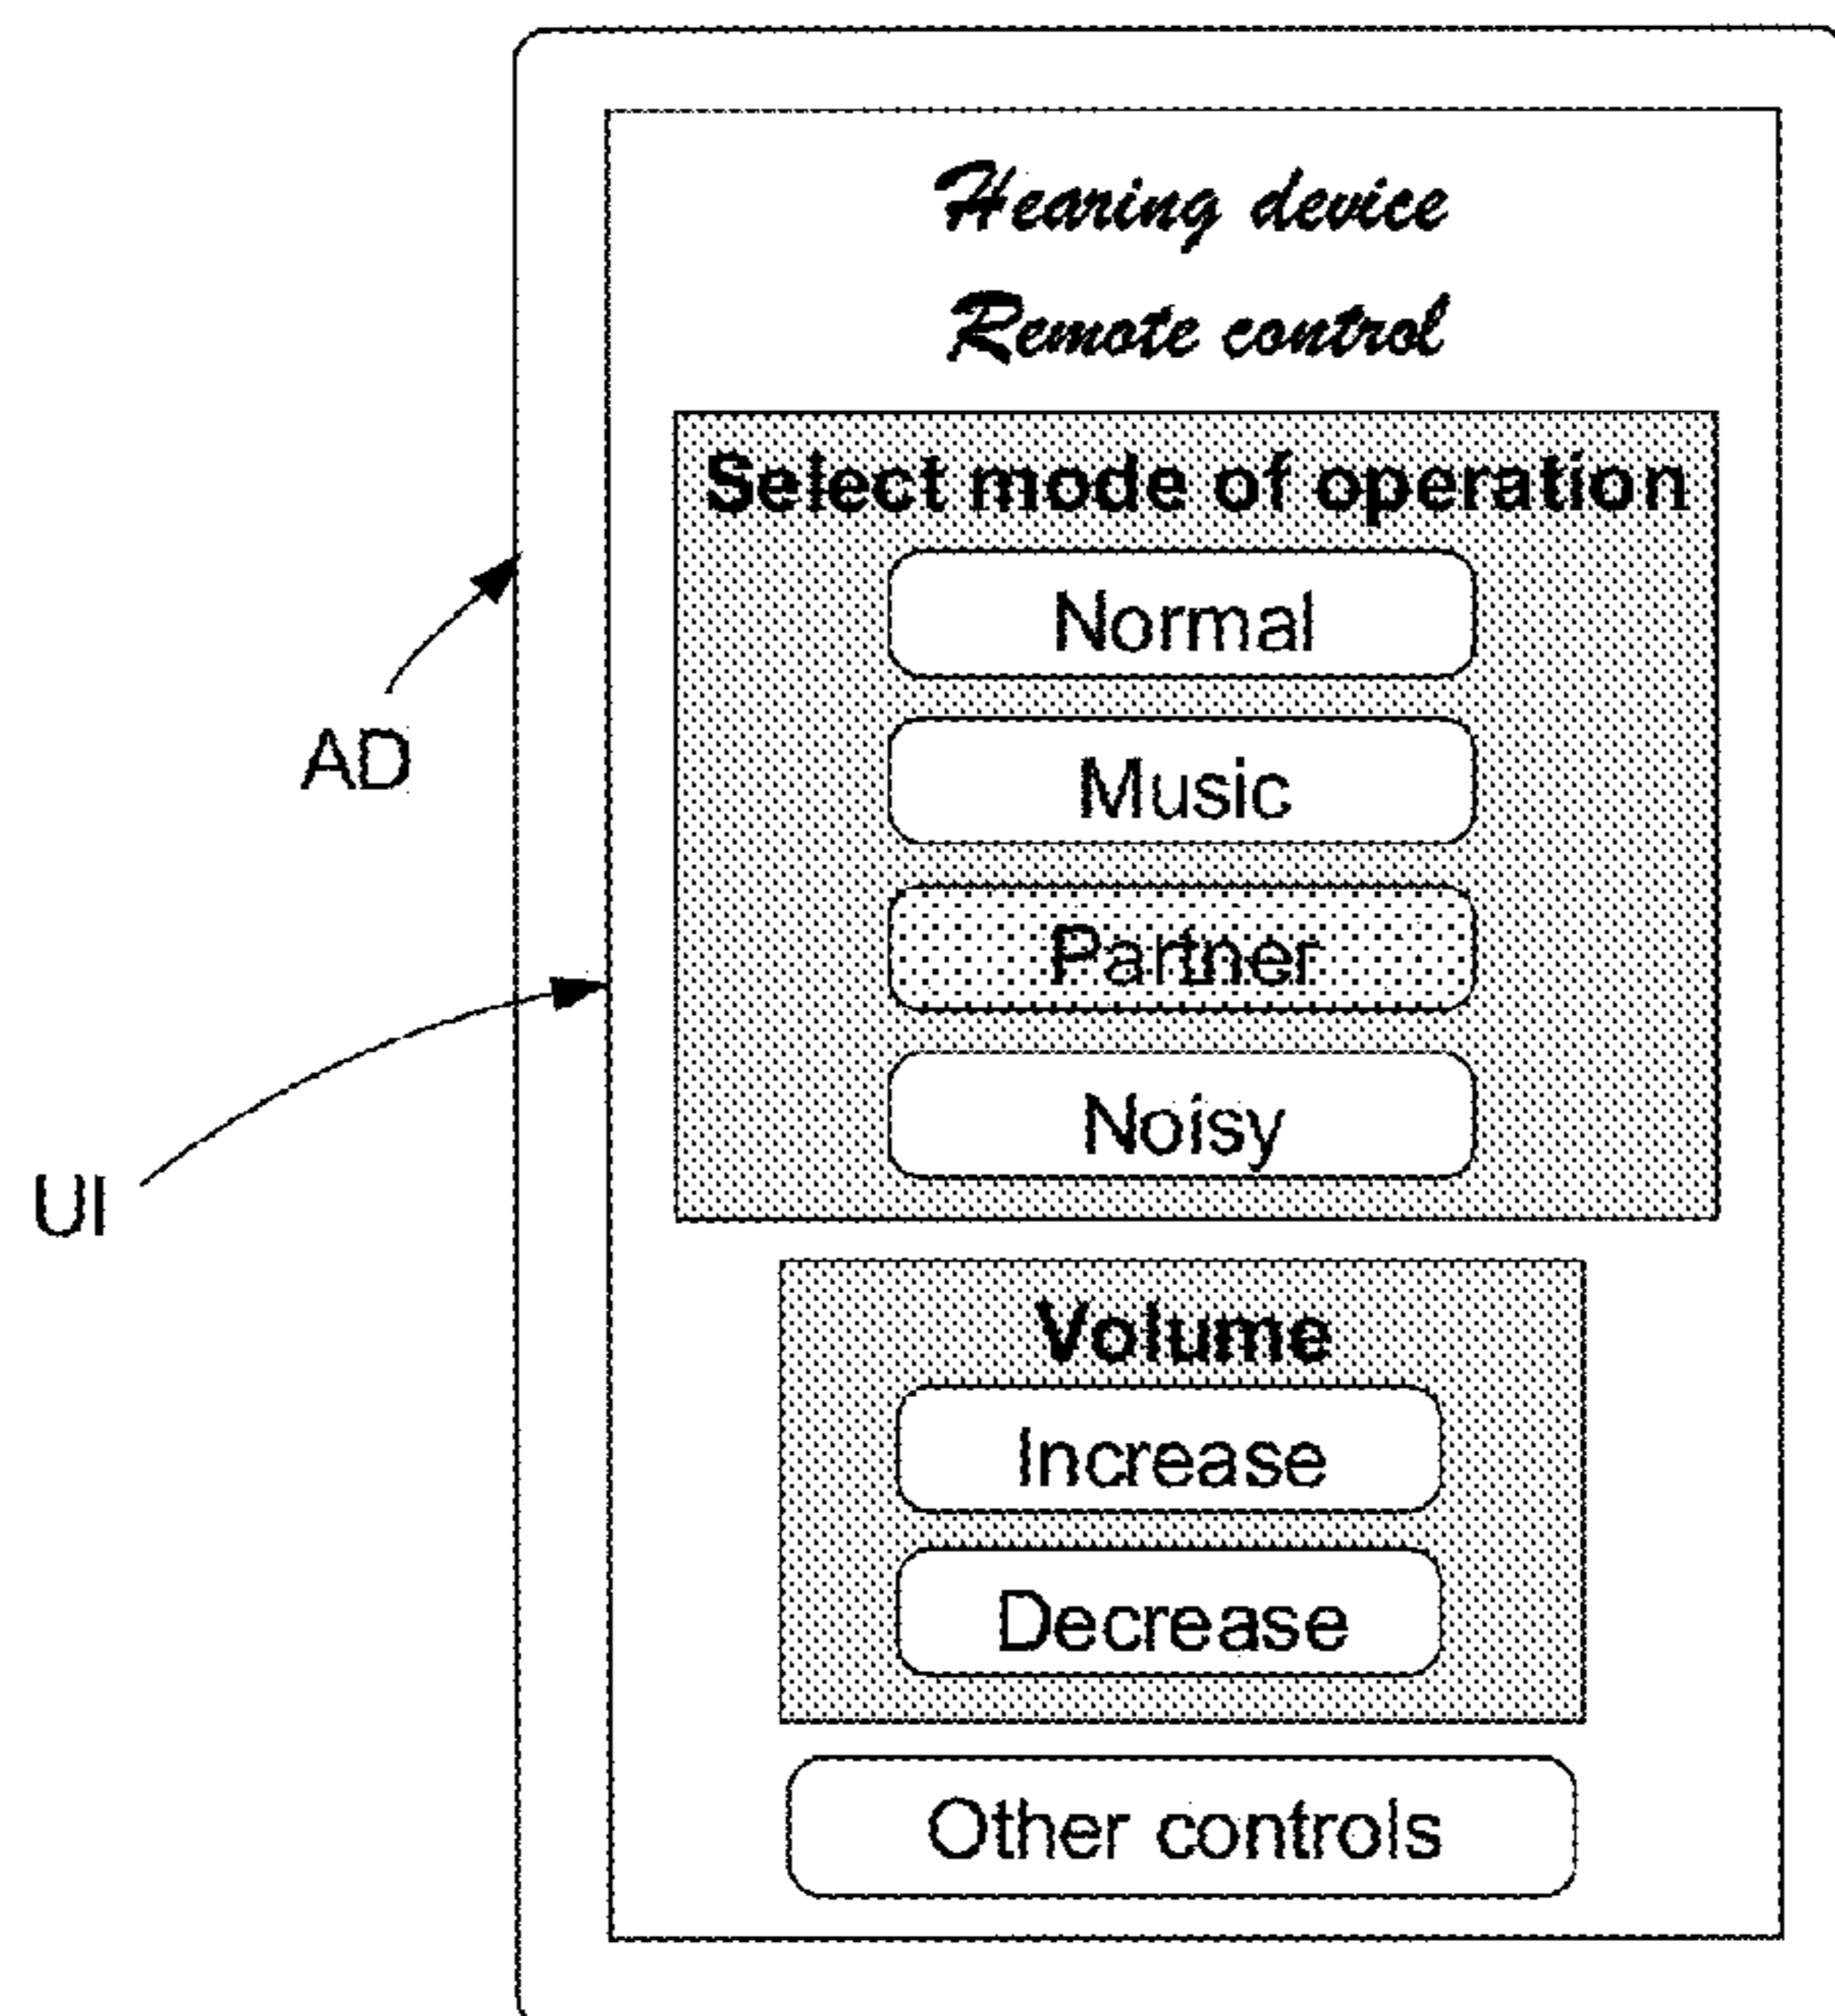 Hearing device
Remote control
Select mode of operation
Normal
AD
Music
Partner
Noisy
UI
Volume
Increase
Decrease
Other controls